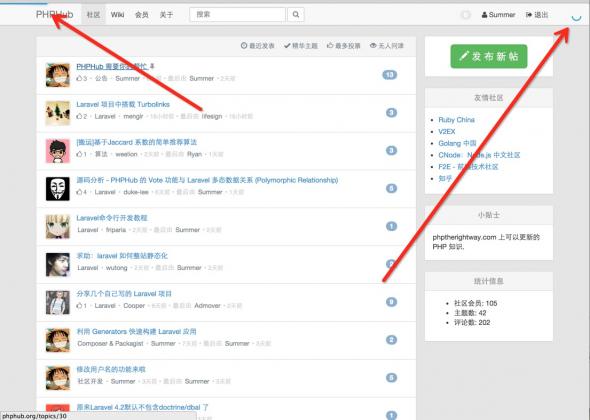 PHPHub 社区 Wiki 会员 关于 搜索 Summer 退出
最近发表 精华主题 最多投票 无人问津
PHPHub 需要你的帮忙
3 • 公告 • Summer • 最后由 Summer • 2天前
13
Laravel 项目中搭载 Turbolinks
2 • Laravel • mengir • 16小时前 • 最后由 lifesign • 16小时前
3
[搬运]基于Jaccard 系数的简单推荐算法
1 • 算法 • weelion • 2天前 • 最后由 Ryan • 1天前
3
源码分析 - PHPHub 的 Vote 功能与 Laravel 多态数据关系 (Polymorphic Relationship)
4 • Laravel • duke-lee • 6天前 • 最后由 Summer • 1天前
5
Laravel命令行开发教程
Laravel • friparia • 2天前 • 最后由 Summer • 2天前
1
求助：laravel 如何整站静态化
Laravel • wutong • 2天前 • 最后由 Summer • 2天前
2
分享几个自己写的 Laravel 项目
1 • Laravel • Cooper • 6天前 • 最后由 Admover • 2天前
9
利用 Generators 快速构建 Laravel 应用
Composer & Packagist • Summer • 7天前 • 最后由 Summer • 3天前
2
修改用户名的功能来啦
社区开发 • Summer • 3天前 • 最后由 Summer • 3天前
5
原来Laravel 4.2默认不包含doctrine/dbal 了
发布新帖
友情社区
Ruby China
V2EX
Golang 中国
CNode：Node.js 中文社区
F2E - 前端技术社区
知乎
小贴士
phptherightway.com 上可以更新的
PHP 知识.
统计信息
社区会员: 105
主题数: 42
评论数: 202
phphub.org/topics/30